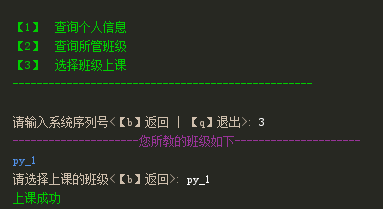 【1】 查询个人信息
【2】 查询所管班级
【3】 选择班级上课
--------------------------------------------------
请输入系统序列号<【b】返回 | 【q】退出>: 3
---------------------您所教的班级如下---------------------
py_1
请选择上课的班级<【b】返回>: py_1
上课成功